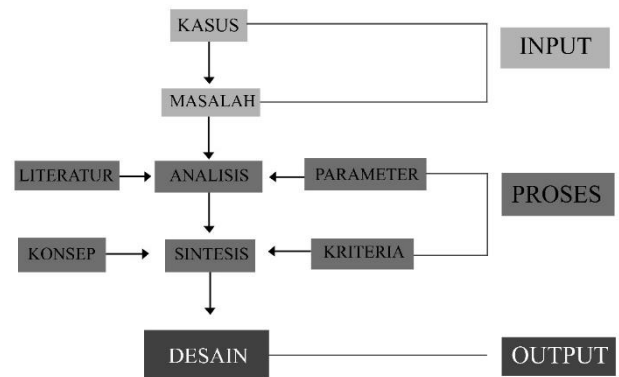 KASUS
INPUT
MASALAH
LITERATUR
ANALISIS
PARAMETER
PROSES
KONSEP
SINTESIS
KRITERIA
DESAIN
OUTPUT